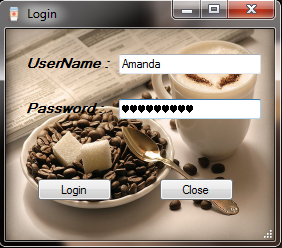 Login
UserName : Amanda
Password : ♥♥♥♥♥♥♥♥♥
Login Close